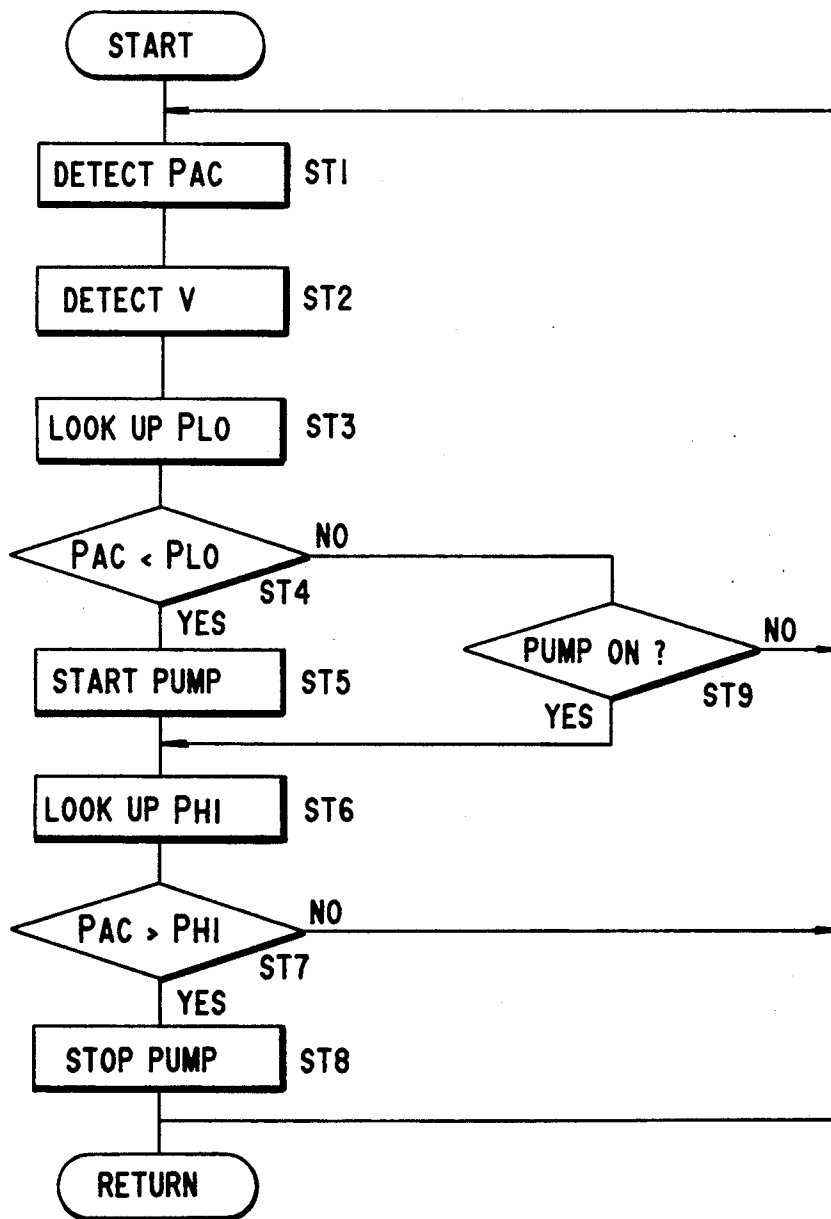 START
DETECT PAC ST1
DETECT V ST2
LOOK UP PLO ST3
PAC < PLO NO
ST4
YES
PUMP ON ? NO
START PUMP ST5
ST9
YES
LOOK UP PHI ST6
PAC > PHI NO
ST7
YES
STOP PUMP ST8
RETURN